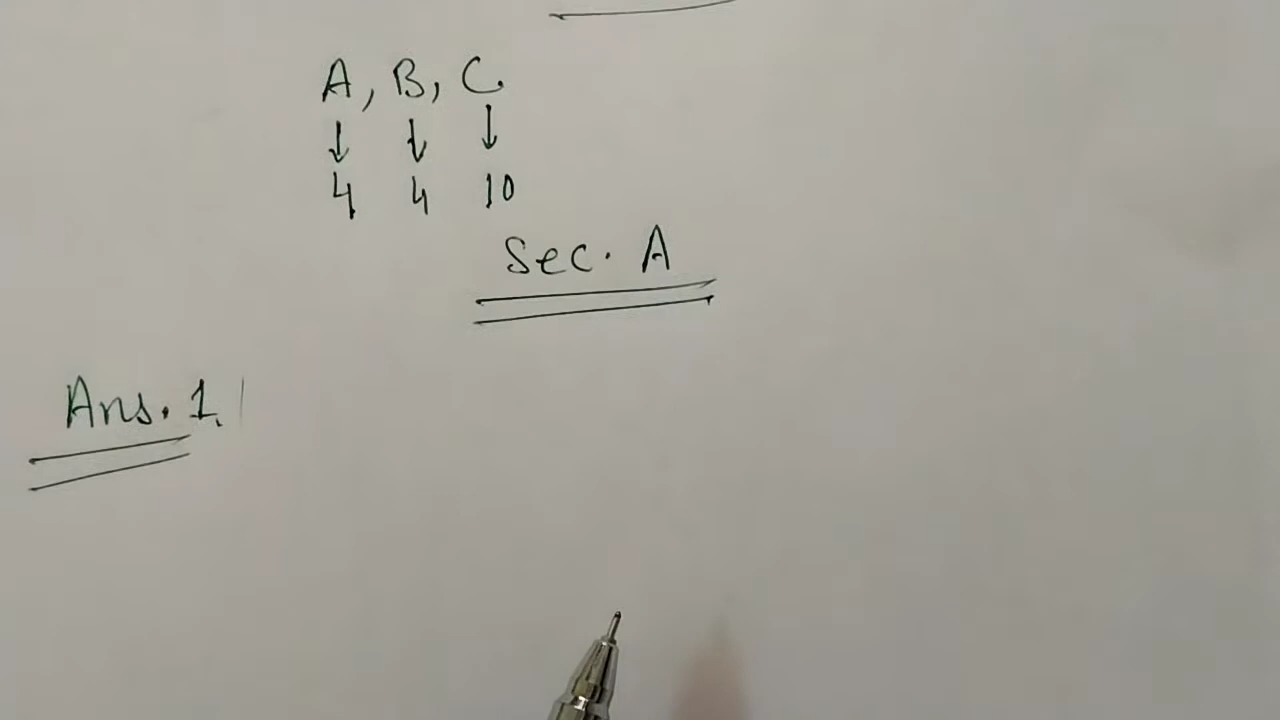 A, B, C.
↓ ↓ ↓
4 4 10
Sec. A
Ans. 1.